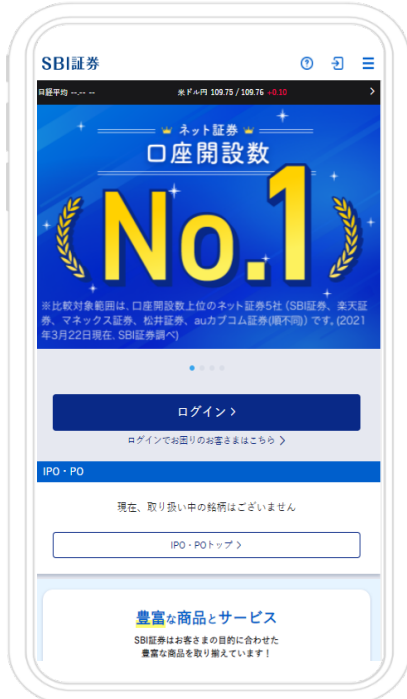 SBI証券
日経平均 --.-- --
米ドル円 109.75 / 109.76 +0.10
ネット証券
口座開設数
No.1
※比較対象範囲は、口座開設数上位のネット証券5社 (SBI証券、楽天証
券、マネックス証券、松井証券、auカブコム証券(順不同)) です。(2021
年3月22日現在. SBI証券調べ)
ログイン
ログインでお困りのお客さまはこちら
IPO・PO
現在、取り扱い中の銘柄はございません
IPO・POトップ
豊富な商品とサービス
SBI証券はお客さまの目的に合わせた
豊富な商品を取り揃えています！